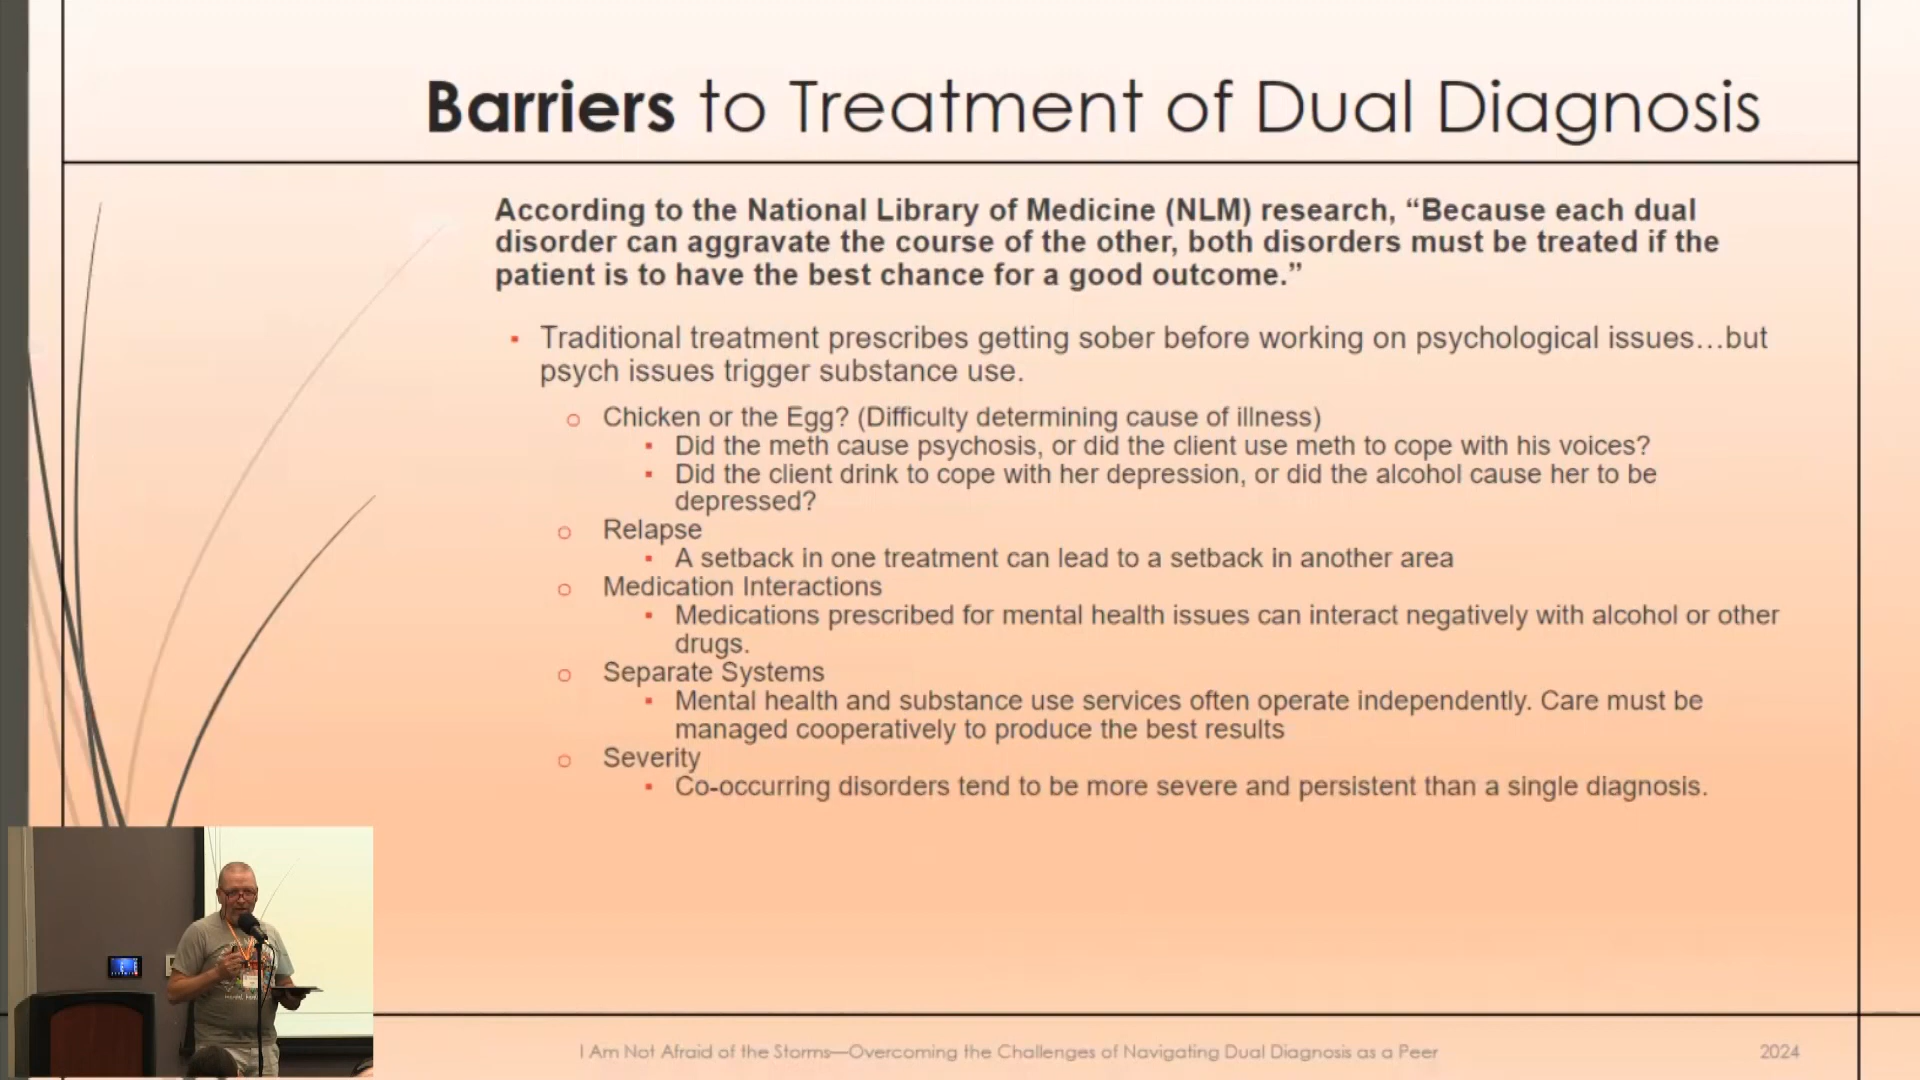 Barriers to Treatment of Dual Diagnosis
According to the National Library of Medicine (NLM) research, “Because each dual
disorder can aggravate the course of the other, both disorders must be treated if the
patient is to have the best chance for a good outcome.”
▪ Traditional treatment prescribes getting sober before working on psychological issues…but
psych issues trigger substance use.
o Chicken or the Egg? (Difficulty determining cause of illness)
▪ Did the meth cause psychosis, or did the client use meth to cope with his voices?
▪ Did the client drink to cope with her depression, or did the alcohol cause her to be
depressed?
o Relapse
▪ A setback in one treatment can lead to a setback in another area
o Medication Interactions
▪ Medications prescribed for mental health issues can interact negatively with alcohol or other
drugs.
o Separate Systems
▪ Mental health and substance use services often operate independently. Care must be
managed cooperatively to produce the best results
o Severity
▪ Co-occurring disorders tend to be more severe and persistent than a single diagnosis.
I Am Not Afraid of the Storms—Overcoming the Challenges of Navigating Dual Diagnosis as a Peer
2024